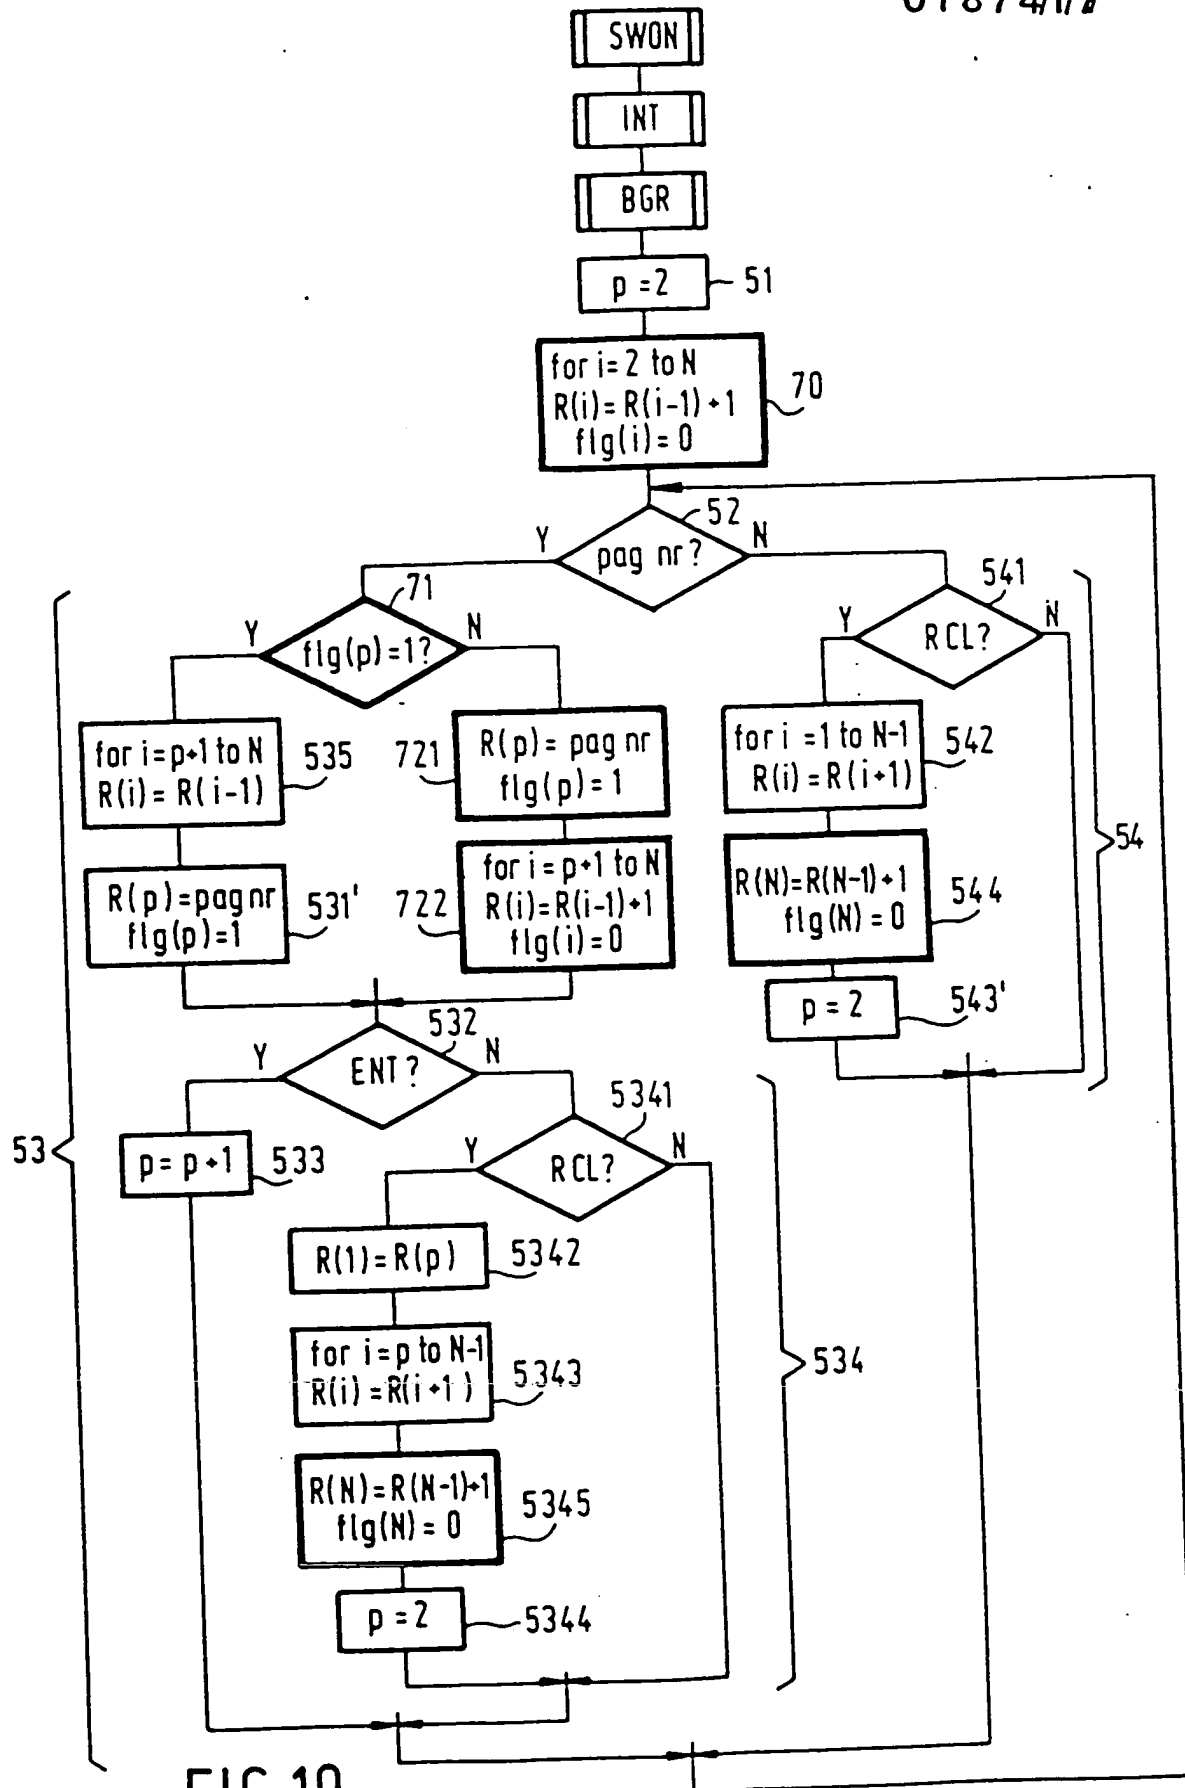 SWON
INT
BGR
p = 2
51
for i = 2 to N
R(i) = R(i-1) + 1
flg(i) = 0
70
52
Y
pag nr?
N
71
541
Y
flg(p)=1?
N
Y
RCL?
N
for i = p+1 to N
R(i) = R(i-1)
535
721
R(p) = pag nr
flg(p) = 1
for i = 1 to N-1
R(i) = R(i+1)
542
54
R(p)=pag nr
flg(p)=1
531'
722
for i = p+1 to N
R(i)=R(i-1)+1
flg(i)=0
R(N)=R(N-1)+1
flg(N) = 0
544
p = 2
543'
532
Y
ENT?
N
5341
53
p = p+1
533
Y
RCL?
N
R(1) = R(p)
5342
for i = p to N-1
R(i) = R(i+1)
5343
534
R(N)=R(N-1)+1
flg(N) = 0
5345
p = 2
5344
FIG.10